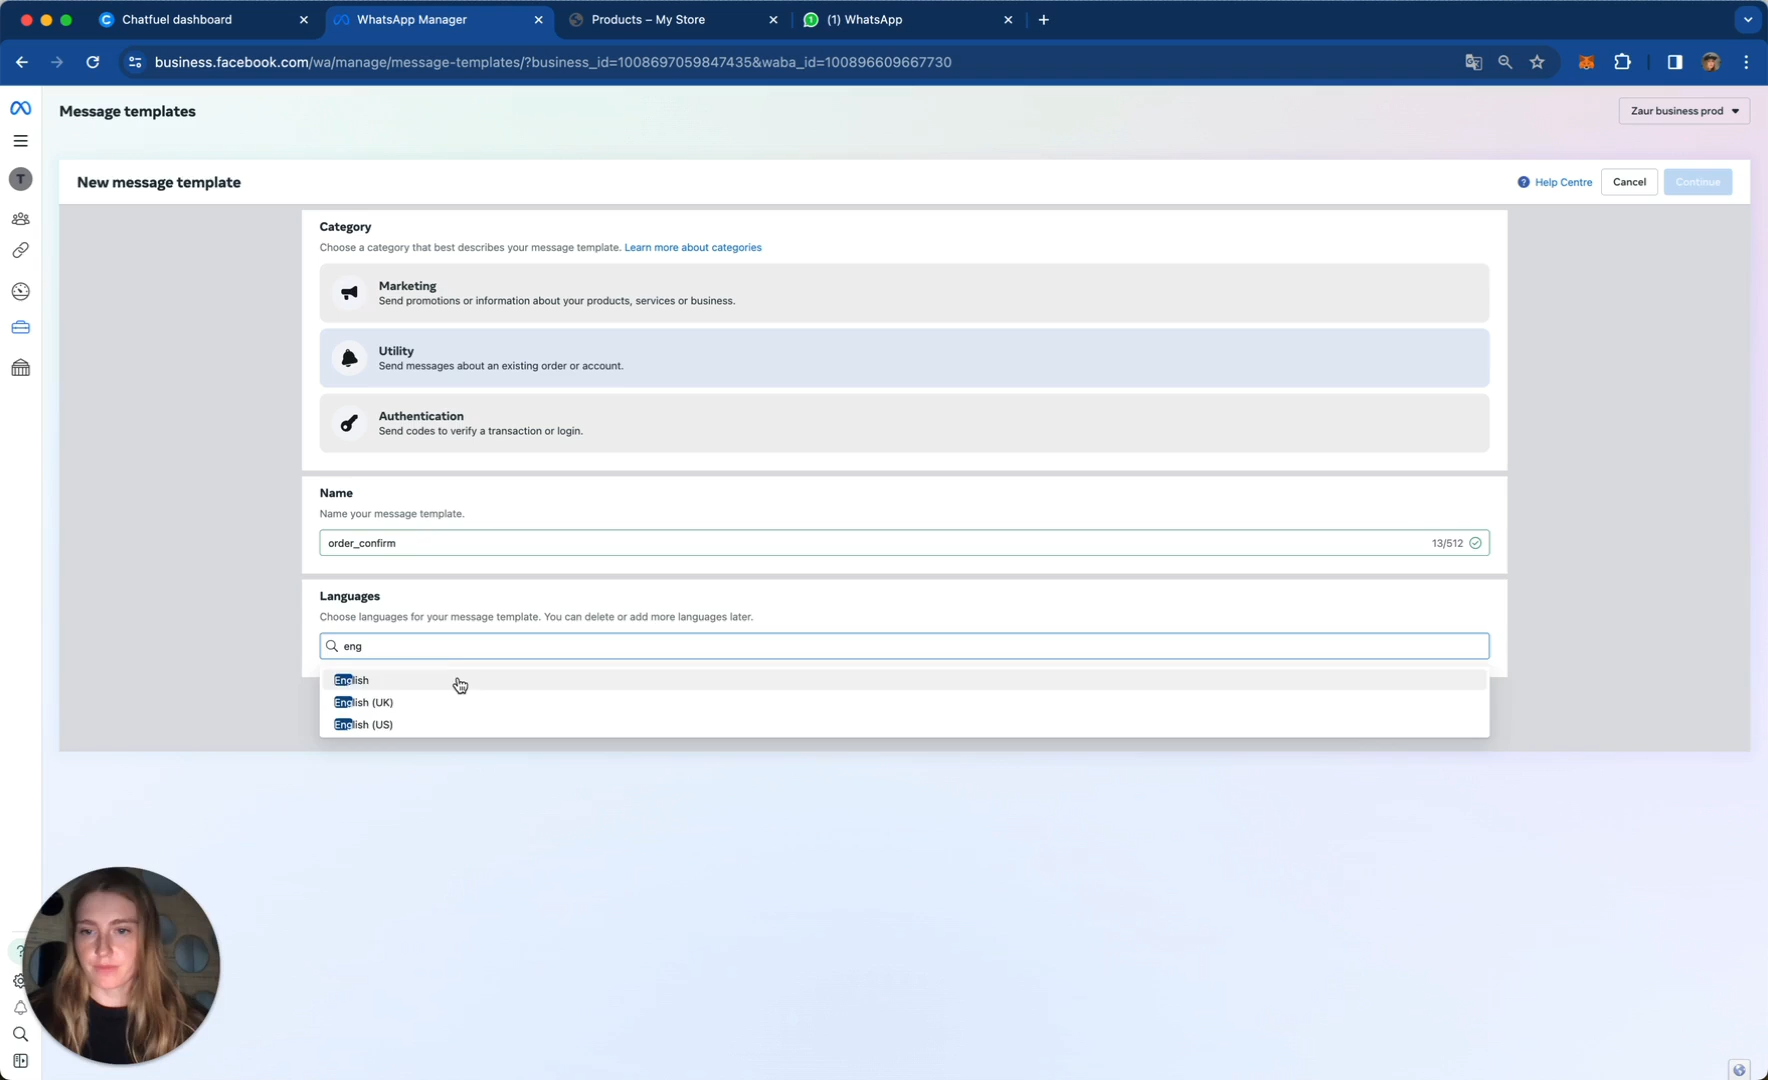 Chatfuel dashboard
WhatsApp Manager
Products – My Store
(1) WhatsApp
business.facebook.com/wa/manage/message-templates/?business_id=1008697059847435&waba_id=100896609667730
Message templates
Zaur business prod
T
New message template
Help Centre
Cancel
Continue
Category
Choose a category that best describes your message template. Learn more about categories
Marketing
Send promotions or information about your products, services or business.
Utility
Send messages about an existing order or account.
Authentication
Send codes to verify a transaction or login.
Name
Name your message template.
order_confirm
13/512
Languages
Choose languages for your message template. You can delete or add more languages later.
eng
English
English (UK)
English (US)